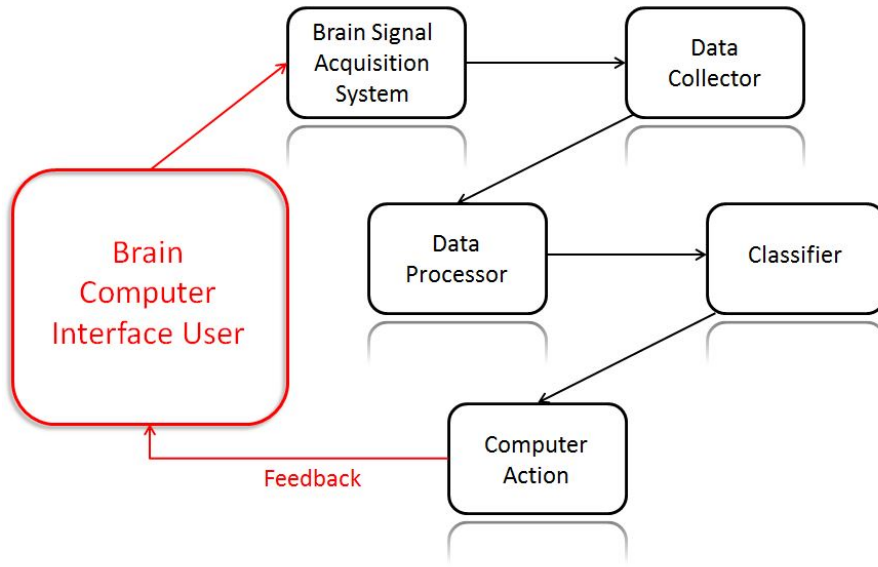 Brain Signal
Acquisition
System
Data
Collector
Brain
Computer
Interface User
Data
Processor
Classifier
Computer
Action
Feedback